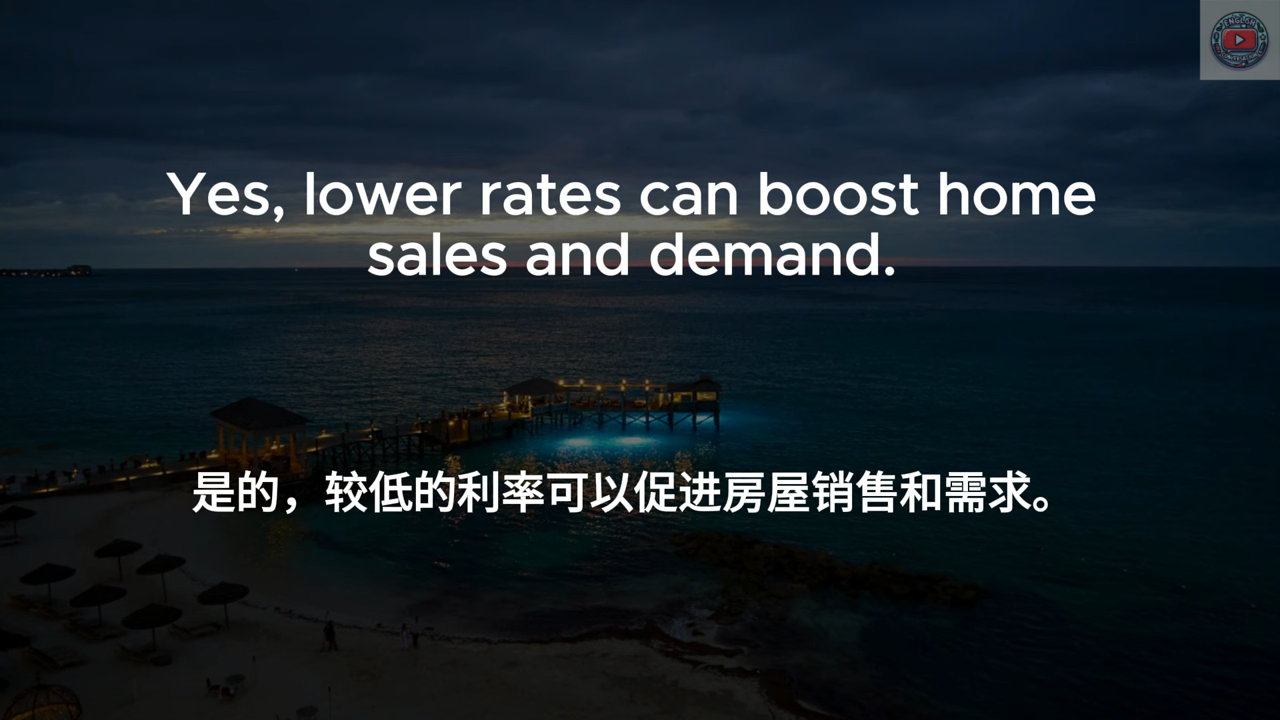 ENGLISH
Yes, lower rates can boost home
sales and demand.
是的，较低的利率可以促进房屋销售和需求。